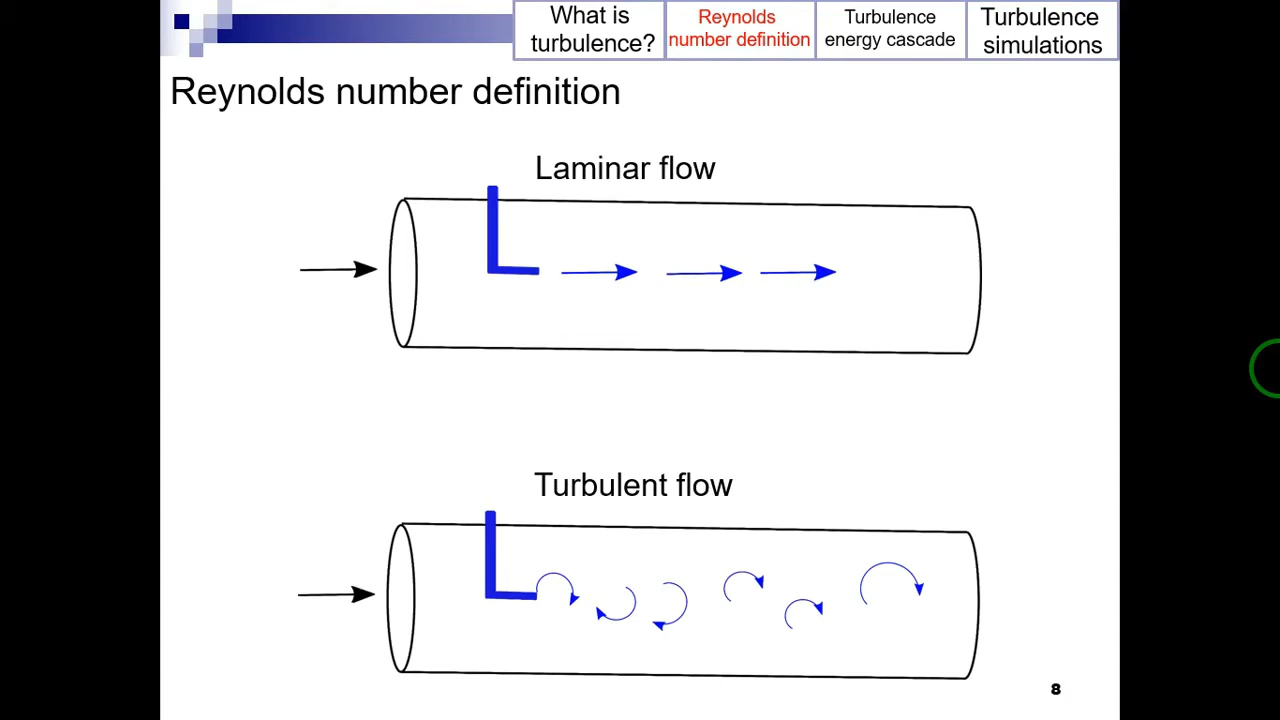 What is
turbulence?
Reynolds
number definition
Turbulence
energy cascade
Turbulence
simulations
Reynolds number definition
Laminar flow
Turbulent flow
8